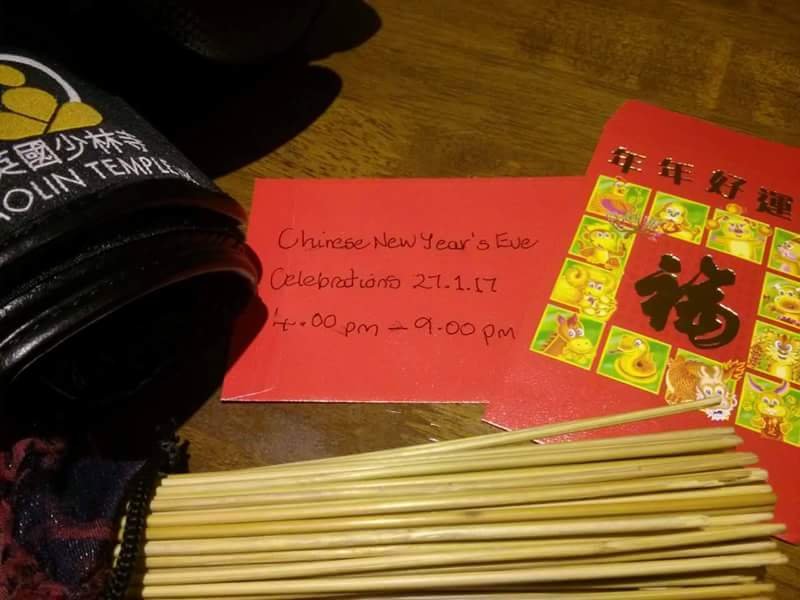 英國少林寺
SHAOLIN TEMPLE
Chinese New Year's Eve
Celebrations 27.1.17
4.00 pm - 9.00 pm
年年好運
福